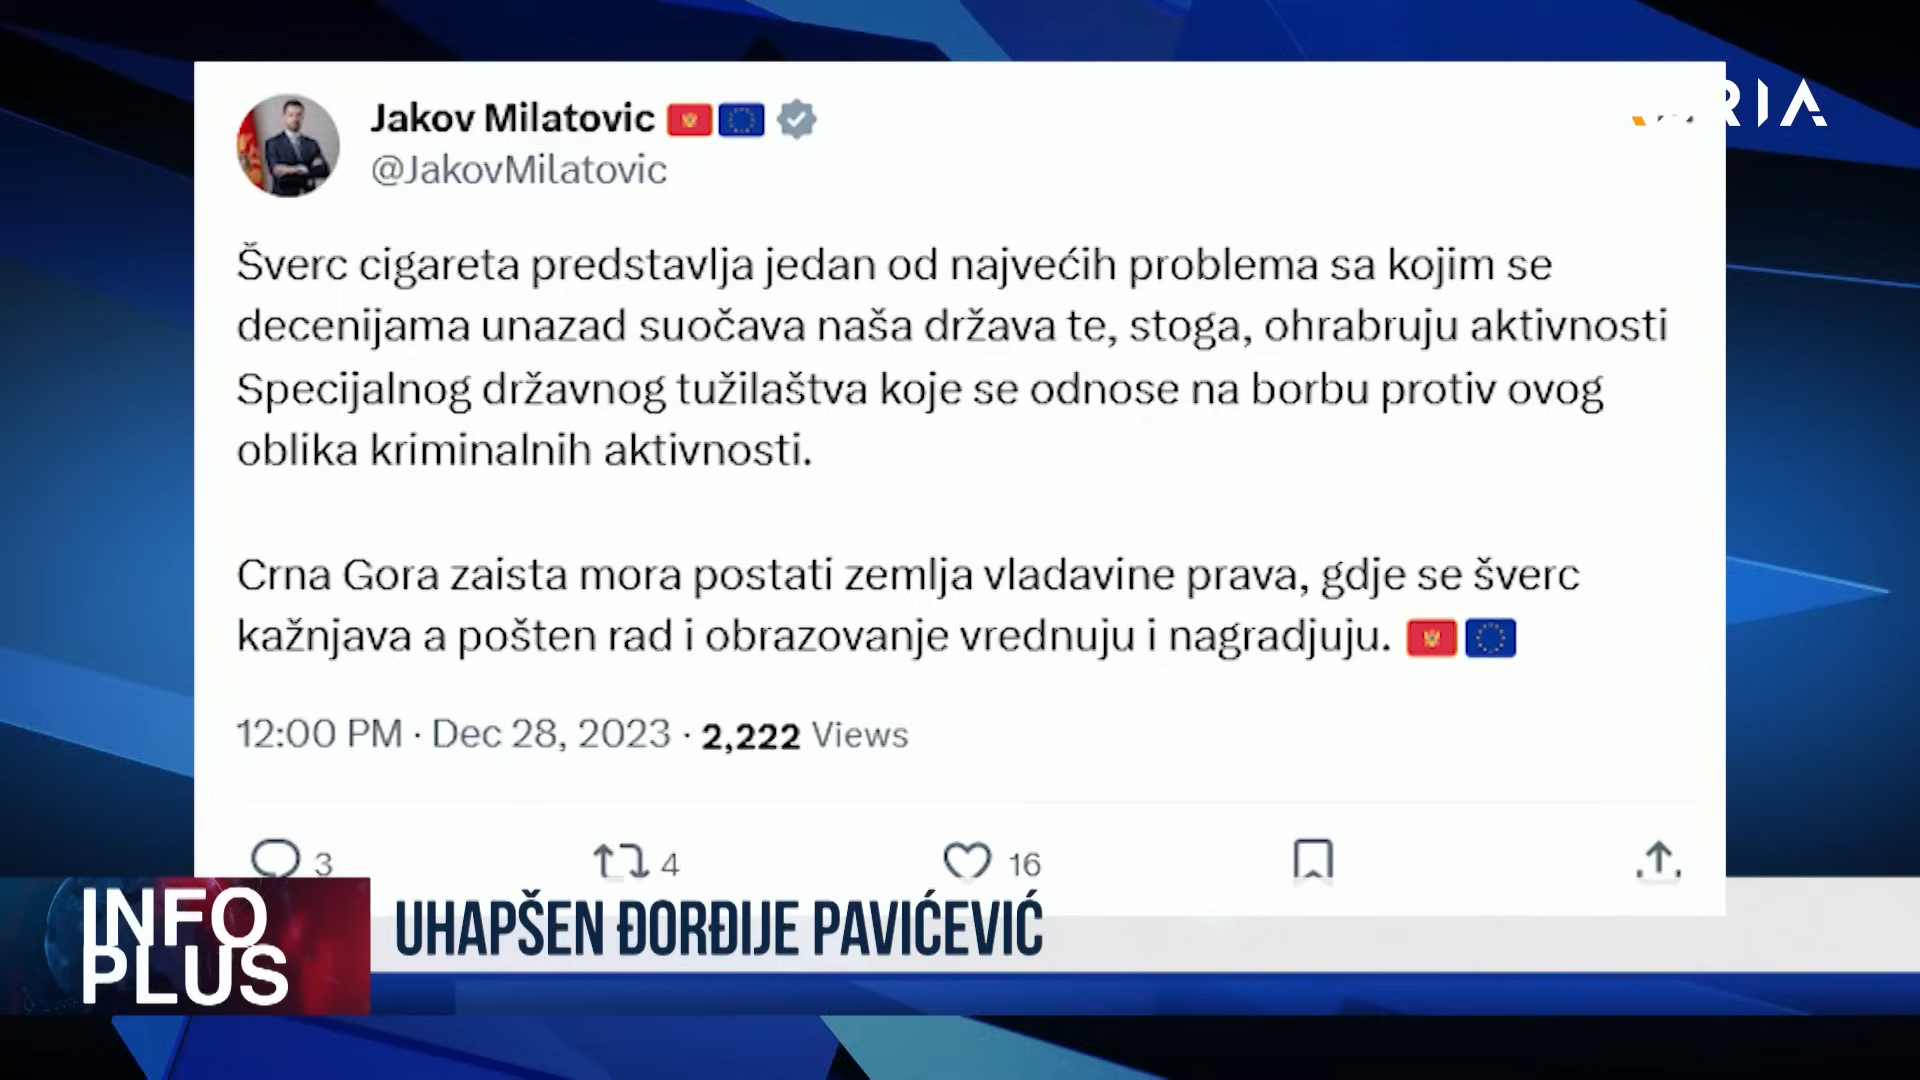 Jakov Milatovic
@JakovMilatovic
RIA
Šverc cigareta predstavlja jedan od najvećih problema sa kojim se
decenijama unazad suočava naša država te, stoga, ohrabruju aktivnosti
Specijalnog državnog tužilaštva koje se odnose na borbu protiv ovog
oblika kriminalnih aktivnosti.
Crna Gora zaista mora postati zemlja vladavine prava, gdje se šverc
kažnjava a pošten rad i obrazovanje vrednuju i nagradjuju.
12:00 PM · Dec 28, 2023 · 2,222 Views
3 4 16
INFO
PLUS
UHAPŠEN ĐORĐIJE PAVIĆEVIĆ